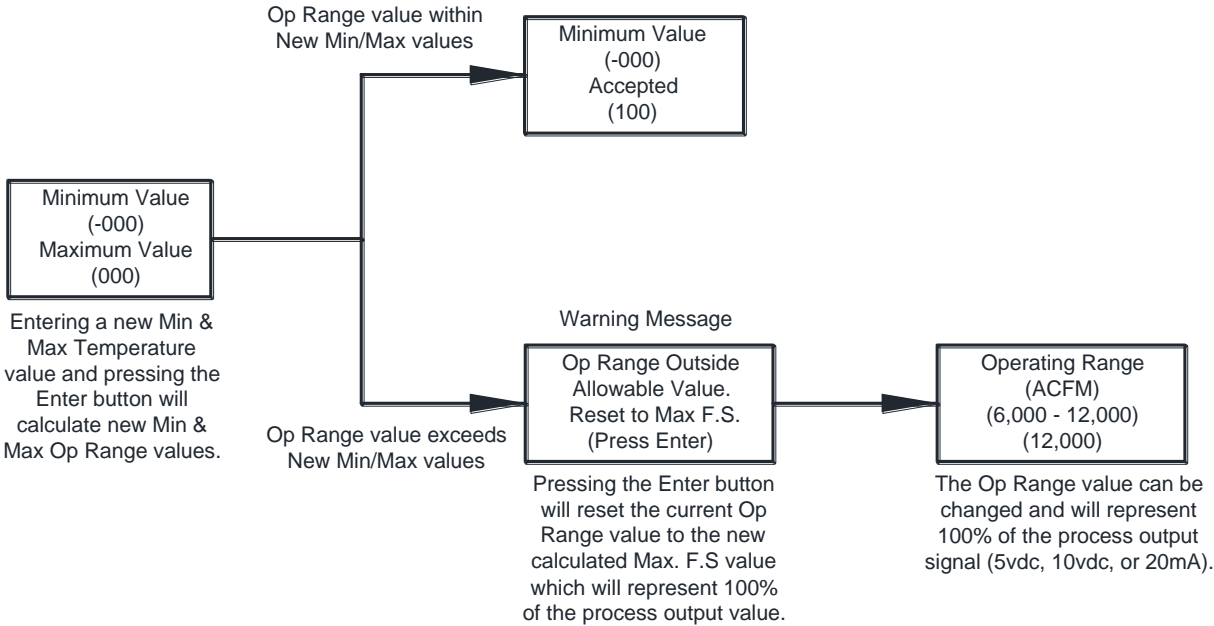 Op Range value within
New Min/Max values
Minimum Value
(-000)
Accepted
(100)
Minimum Value
(-000)
Maximum Value
(000)
Entering a new Min &
Max Temperature
value and pressing the
Enter button will
calculate new Min &
Max Op Range values.
Op Range value exceeds
New Min/Max values
Warning Message
Op Range Outside
Allowable Value.
Reset to Max F.S.
(Press Enter)
Pressing the Enter button
will reset the current Op
Range value to the new
calculated Max. F.S value
which will represent 100%
of the process output value.
Operating Range
(ACFM)
(6,000 - 12,000)
(12,000)
The Op Range value can be
changed and will represent
100% of the process output
signal (5vdc, 10vdc, or 20mA).